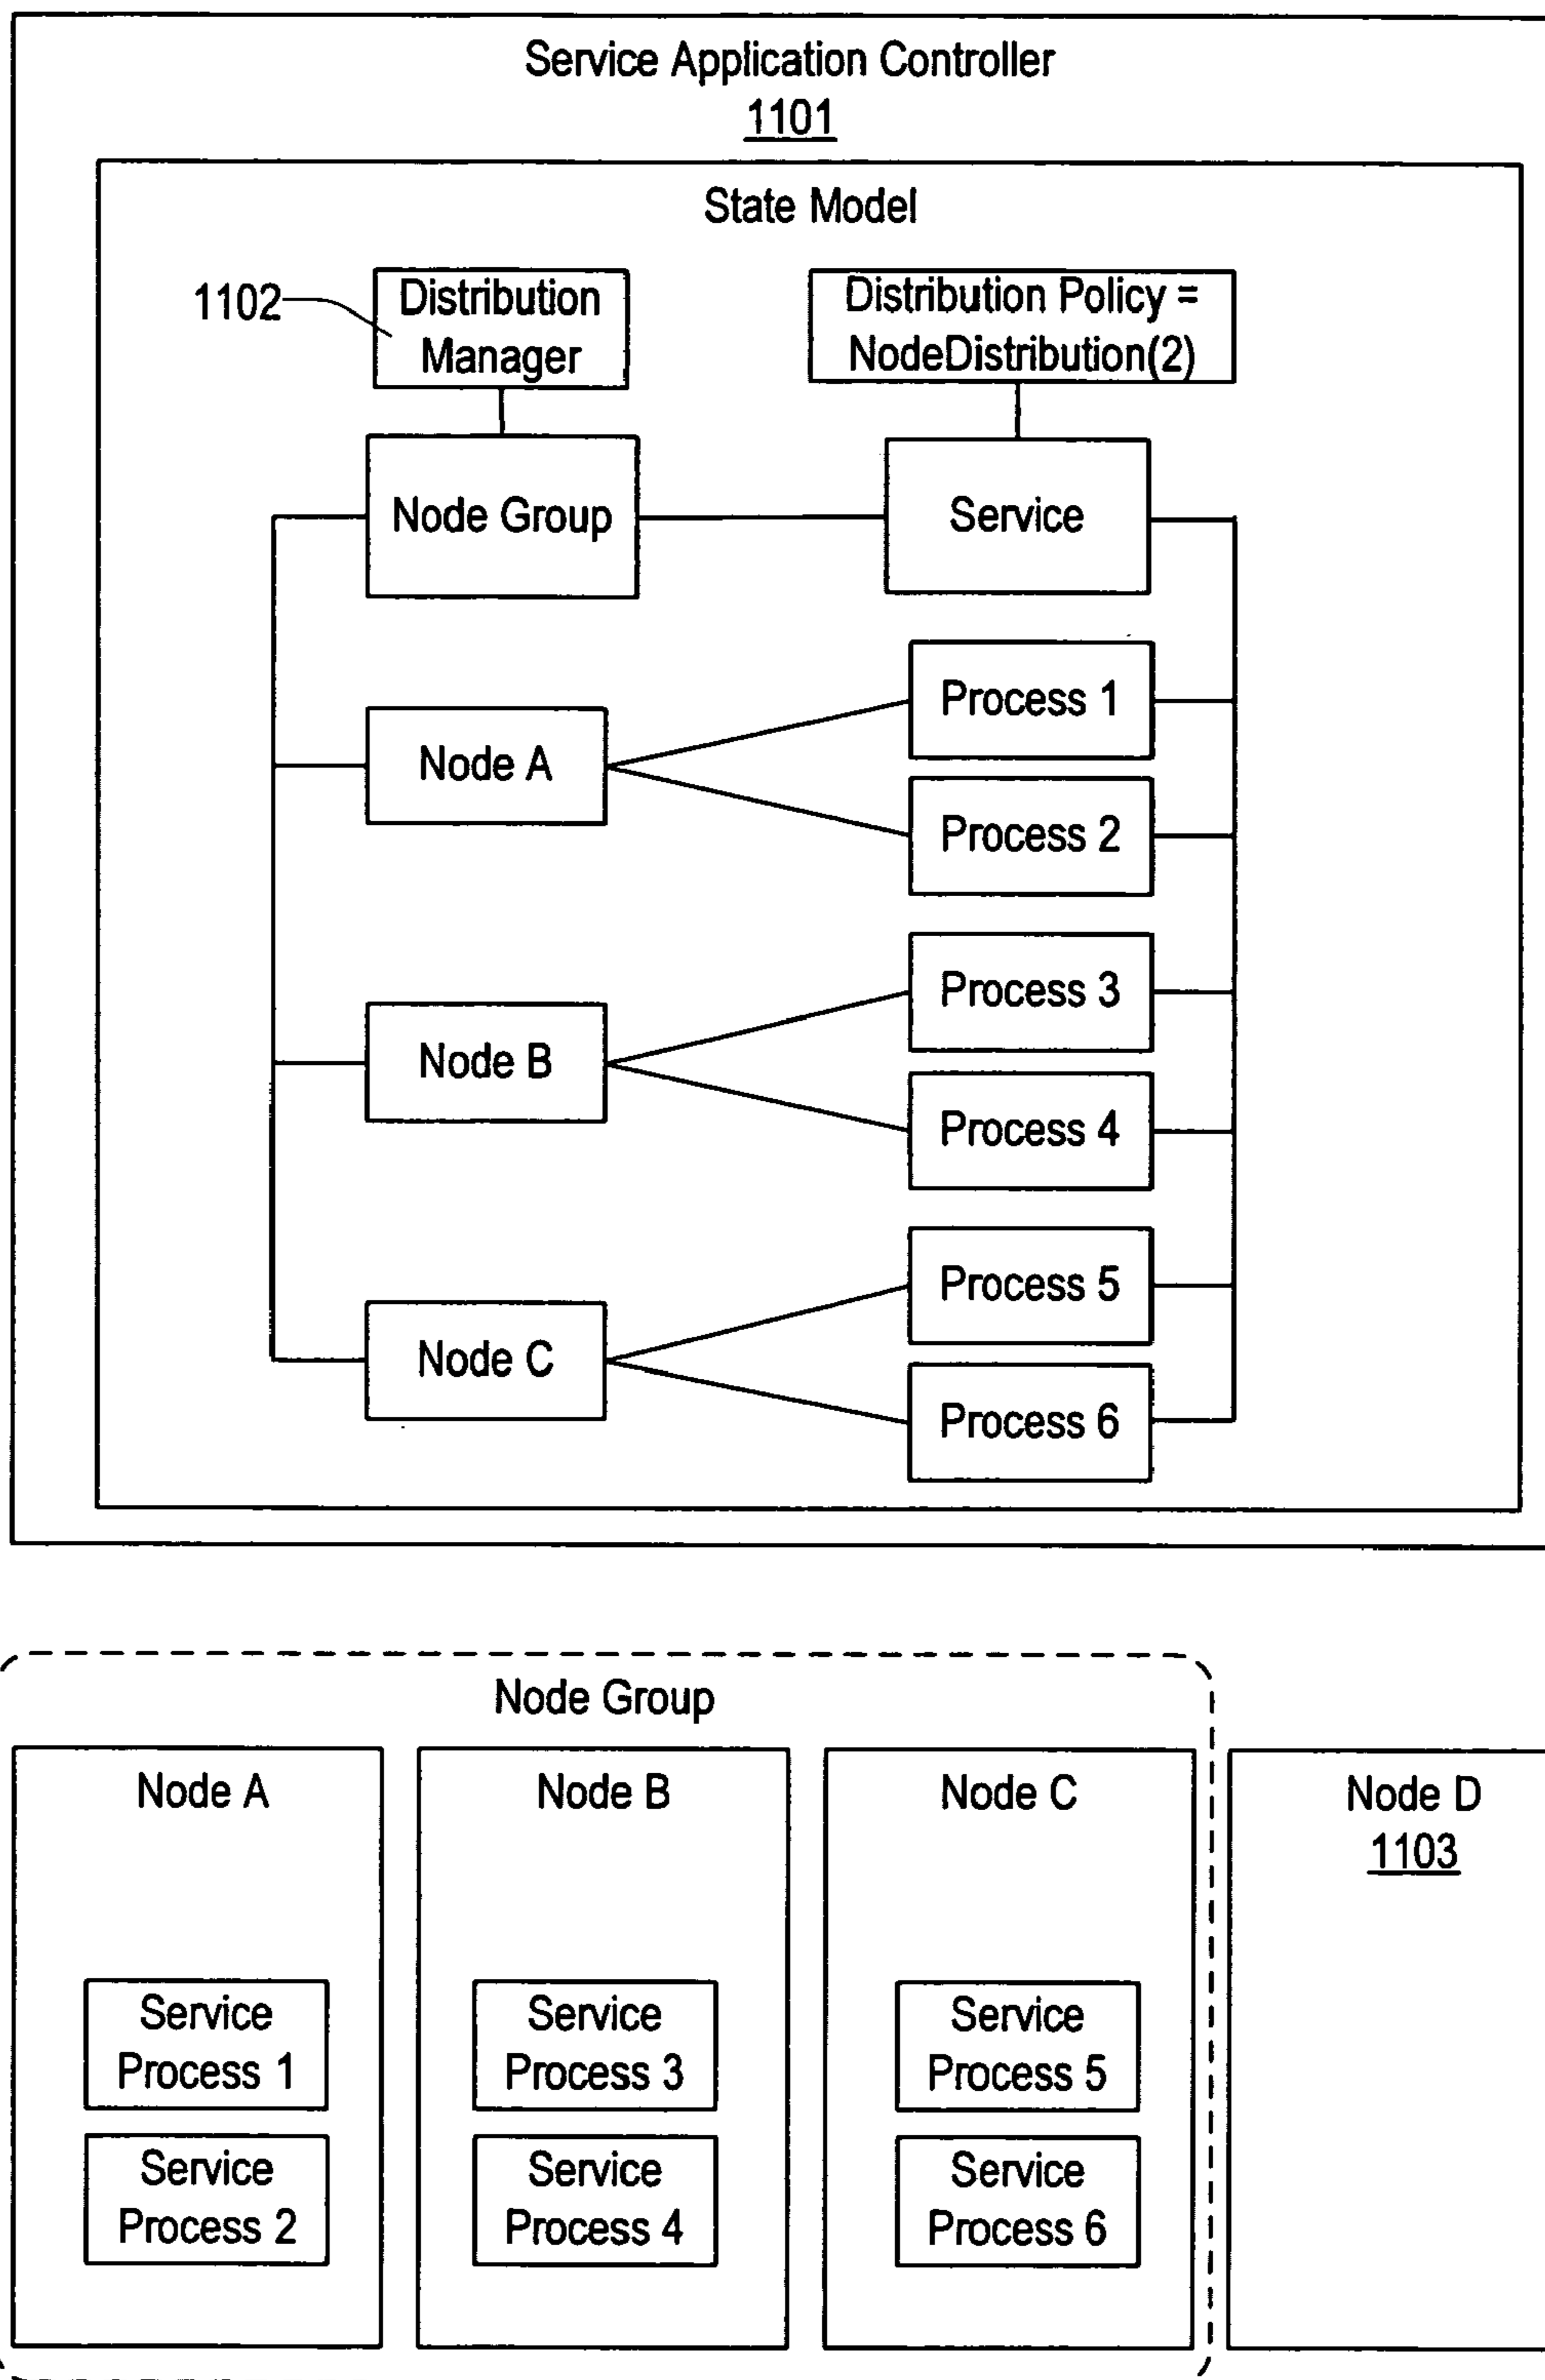 Service Application Controller
1101
State Model
1102
Distribution
Manager
Distribution Policy =
NodeDistribution(2)
Node Group
Service
Process 1
Node A
Process 2
Process 3
Node B
Process 4
Process 5
Node C
Process 6
Node Group
Node A
Node B
Node C
Node D
1103
Service
Process 1
Service
Process 3
Service
Process 5
Service
Process 2
Service
Process 4
Service
Process 6